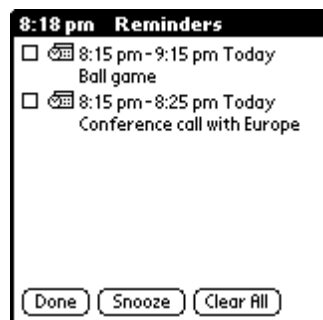 8:18 pm Reminders
8:15 pm-9:15 pm Today
Ball game
8:15 pm-8:25 pm Today
Conference call with Europe
Done Snooze Clear All